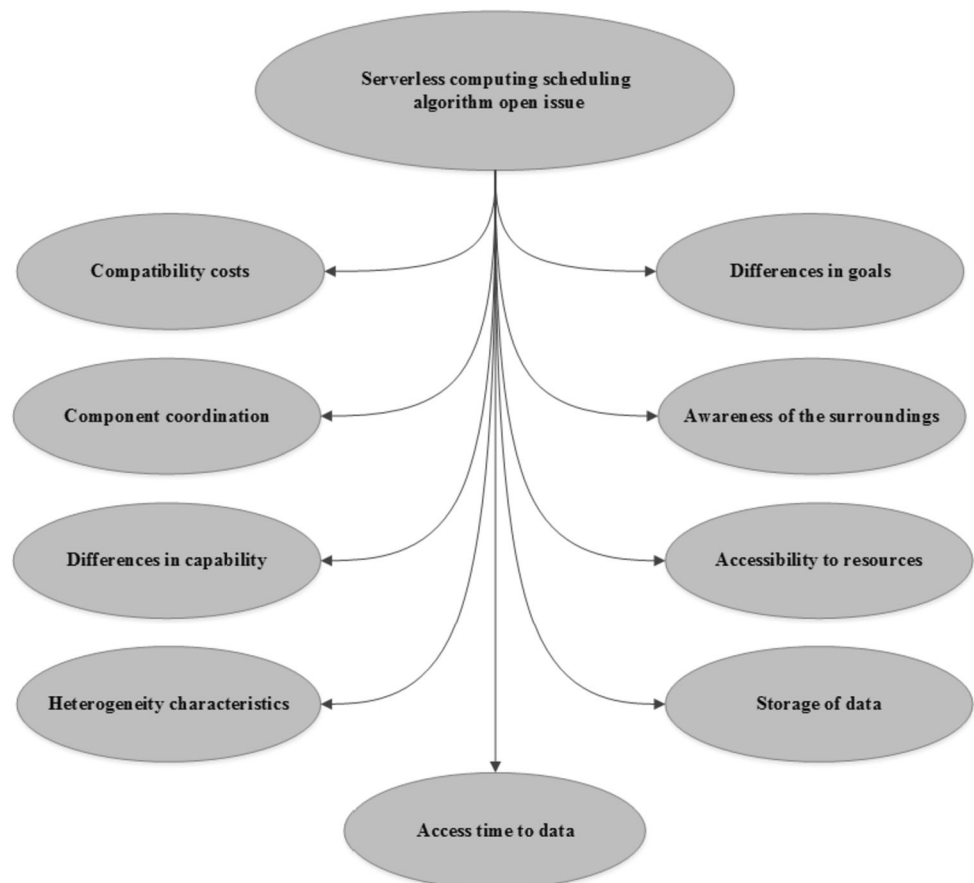 Serverless computing scheduling
algorithm open issue
Compatibility costs
Differences in goals
Component coordination
Awareness of the surroundings
Differences in capability
Accessibility to resources
Heterogeneity characteristics
Storage of data
Access time to data